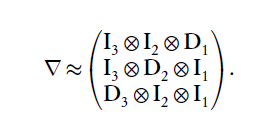 ∇ ≈ ( I₃ ⊗ I₂ ⊗ D₁
I₃ ⊗ D₂ ⊗ I₁
D₃ ⊗ I₂ ⊗ I₁ ) .